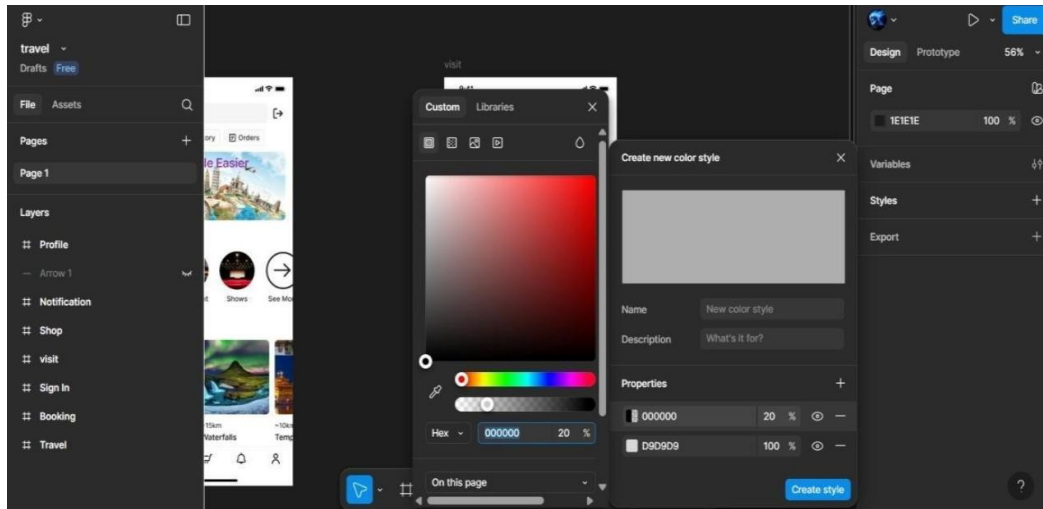 travel
Drafts Free
File Assets
Pages
Page 1
Layers
Profile
Arrow 1
Notification
Shop
visit
Sign In
Booking
Travel
Orders
Easier
Shows
See Mo
~15km
Waterfalls
~10km
Temp
visit
Custom Libraries
Hex 000000 20 %
On this page
Create new color style
Name New color style
Description What's it for?
Properties
000000 20 %
D9D9D9 100 %
Create style
Share
Design Prototype 56%
Page
1E1E1E 100 %
Variables
Styles
Export
?